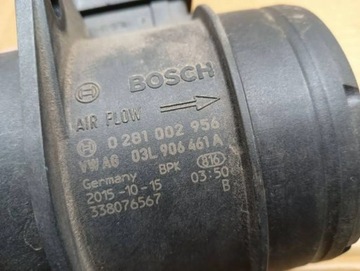 BOSCH
AIR FLOW
0 281 002 956
VW AG 03L 906 461 A
Germany BPK 816
2015-10-15 03:50
338076567 B